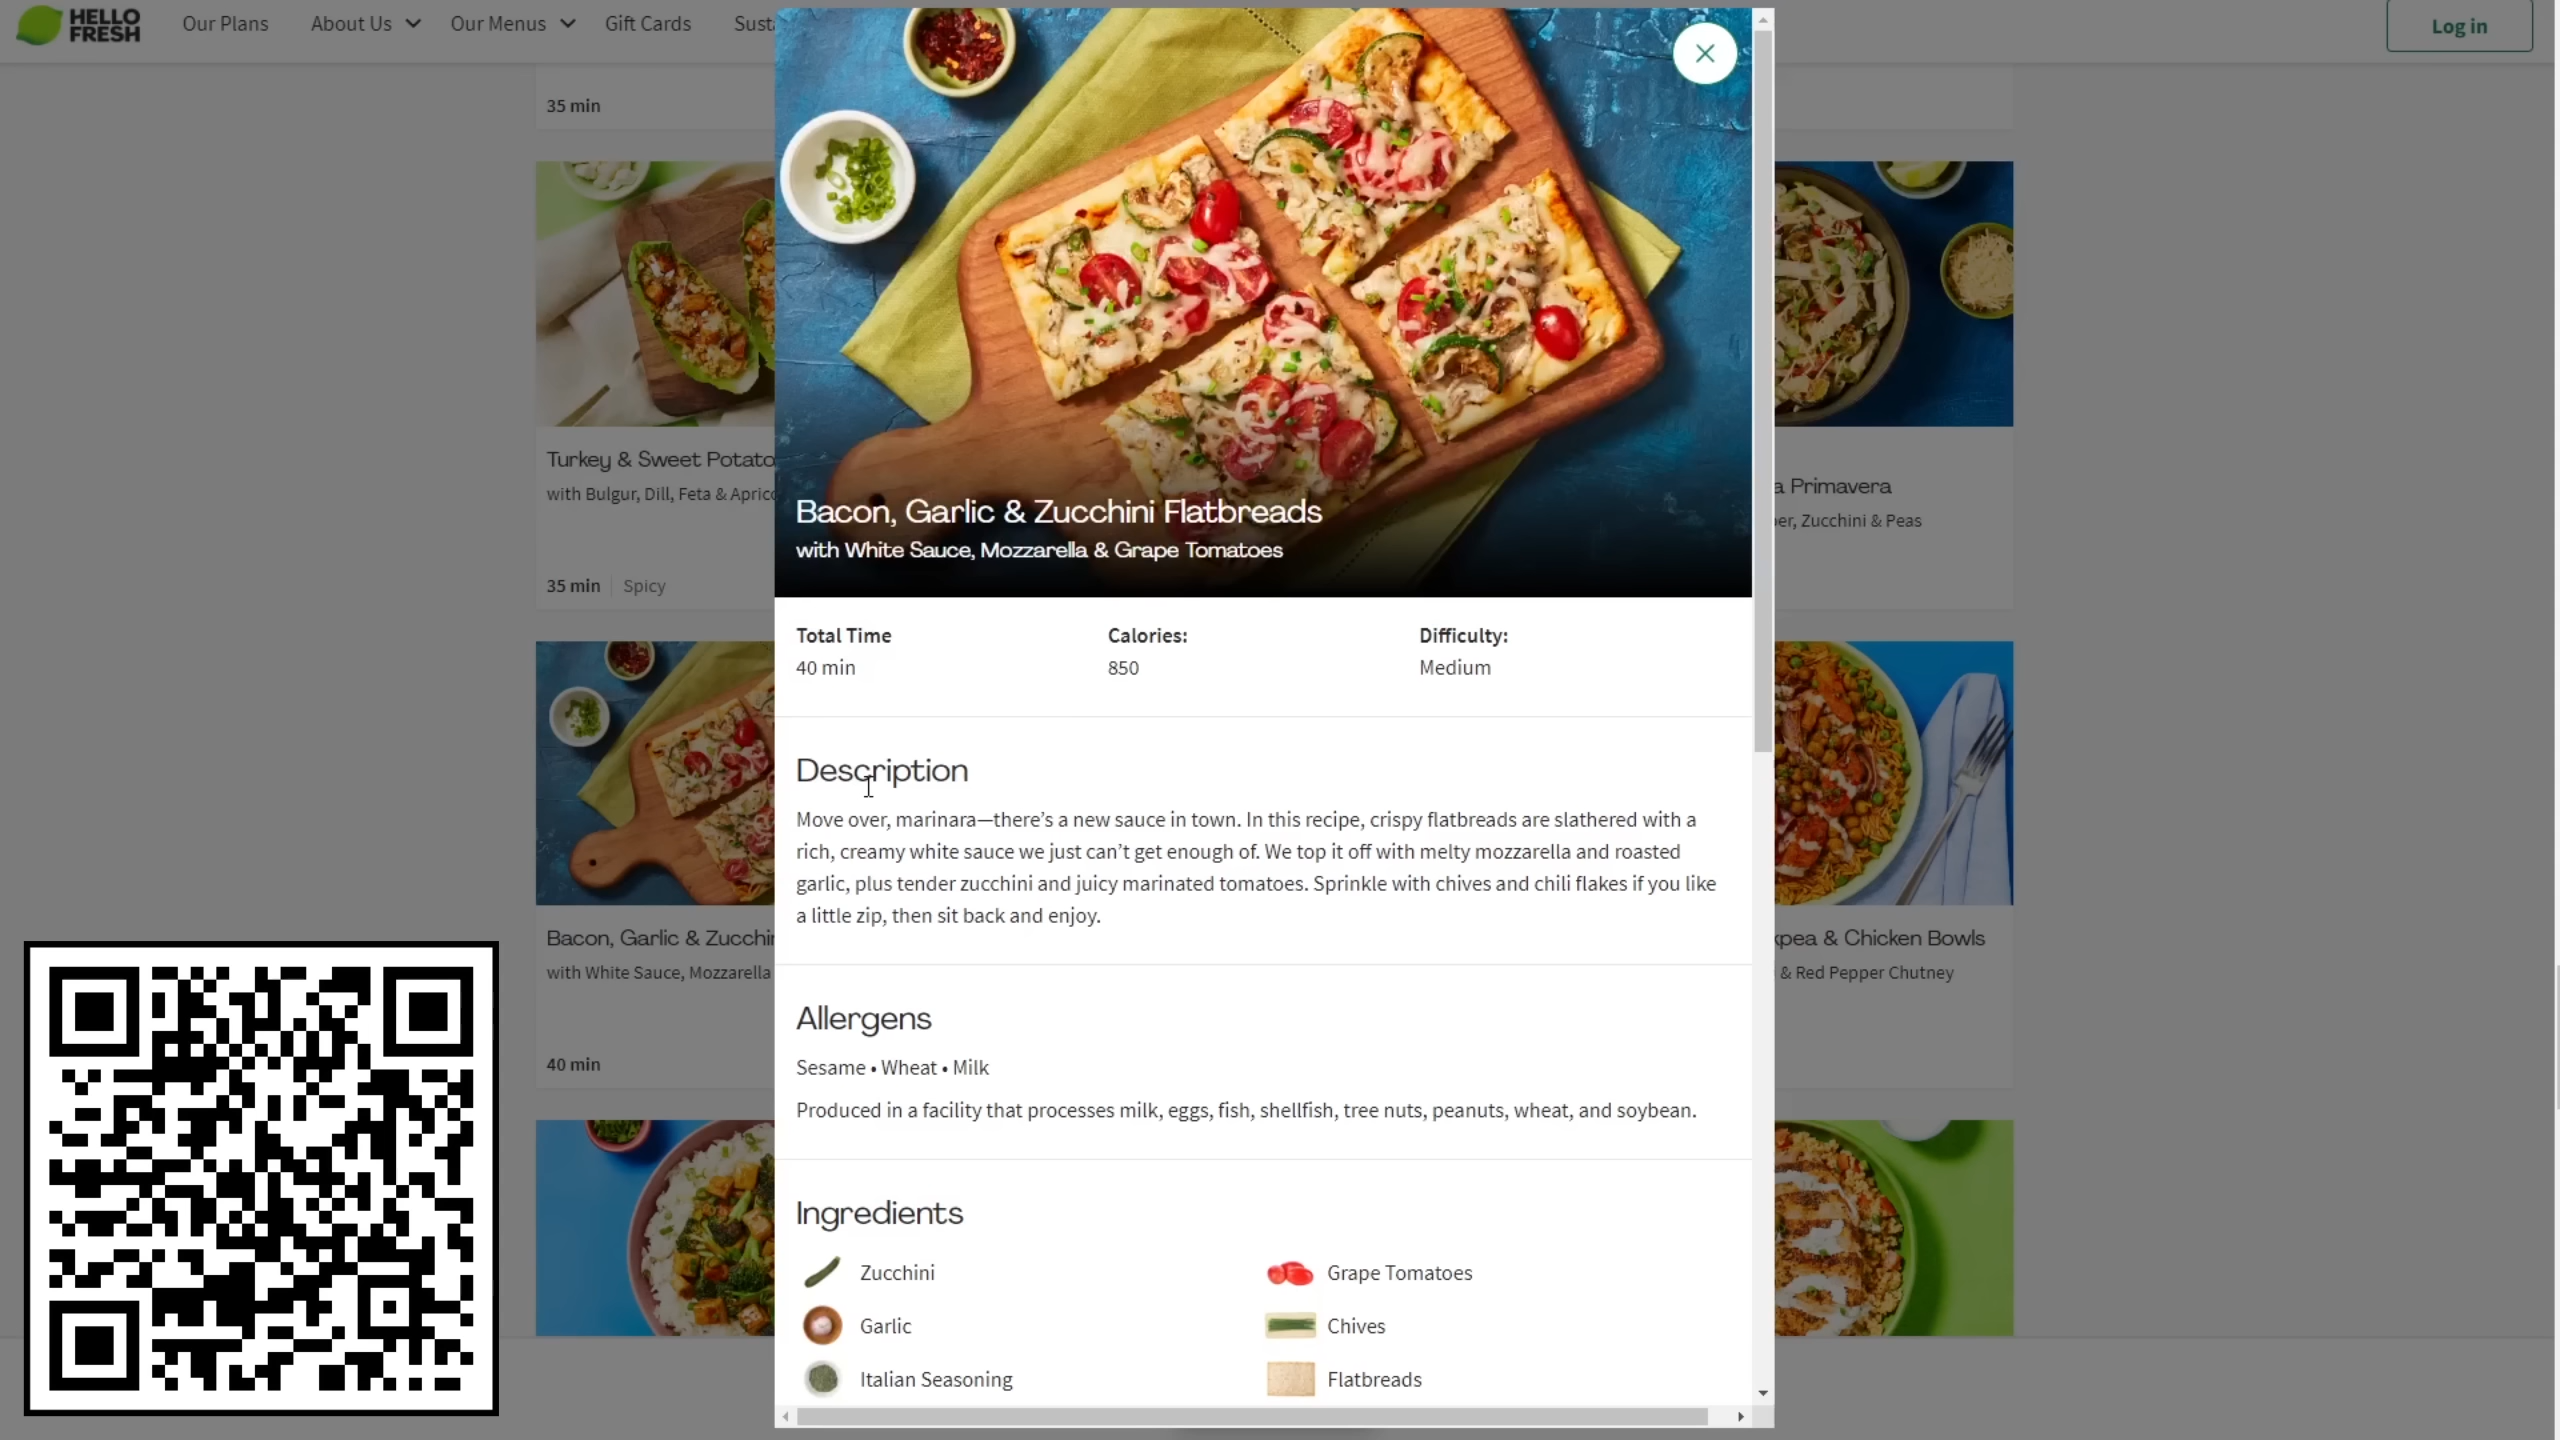 HELLO
FRESH
Our Plans
About Us
Our Menus
Gift Cards
Susta
Log in
35 min
Turkey & Sweet Potato
with Bulgur, Dill, Feta & Aprico
35 min
Spicy
Bacon, Garlic & Zucchin
with White Sauce, Mozzarella
40 min
Bacon, Garlic & Zucchini Flatbreads
with White Sauce, Mozzarella & Grape Tomatoes
Total Time
40 min
Calories:
850
Difficulty:
Medium
Description
Move over, marinara—there’s a new sauce in town. In this recipe, crispy flatbreads are slathered with a
rich, creamy white sauce we just can’t get enough of. We top it off with melty mozzarella and roasted
garlic, plus tender zucchini and juicy marinated tomatoes. Sprinkle with chives and chili flakes if you like
a little zip, then sit back and enjoy.
Allergens
Sesame • Wheat • Milk
Produced in a facility that processes milk, eggs, fish, shellfish, tree nuts, peanuts, wheat, and soybean.
Ingredients
Zucchini
Grape Tomatoes
Garlic
Chives
Italian Seasoning
Flatbreads
a Primavera
per, Zucchini & Peas
kpea & Chicken Bowls
& Red Pepper Chutney